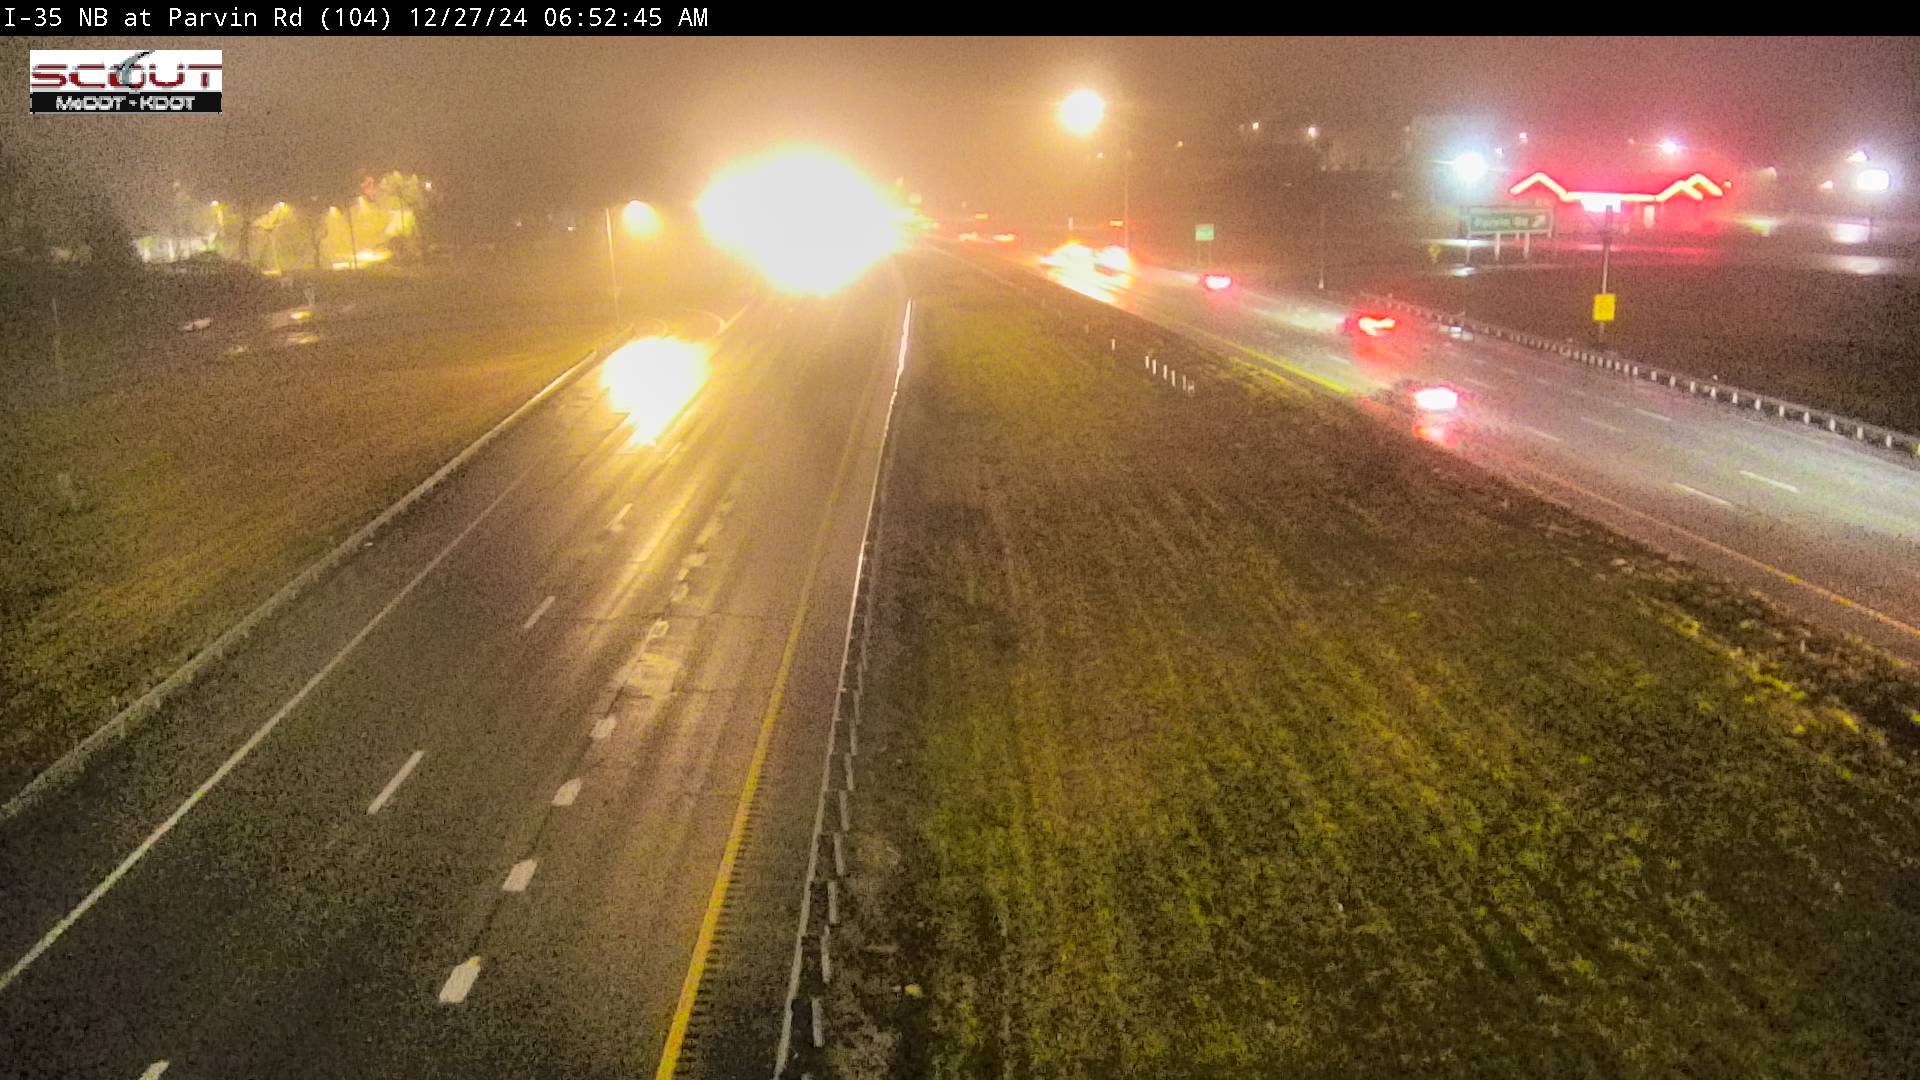 I-35 NB at Parvin Rd (104) 12/27/24 06:52:45 AM
SCOUT
MoDOT - KDOT
Parvin Rd